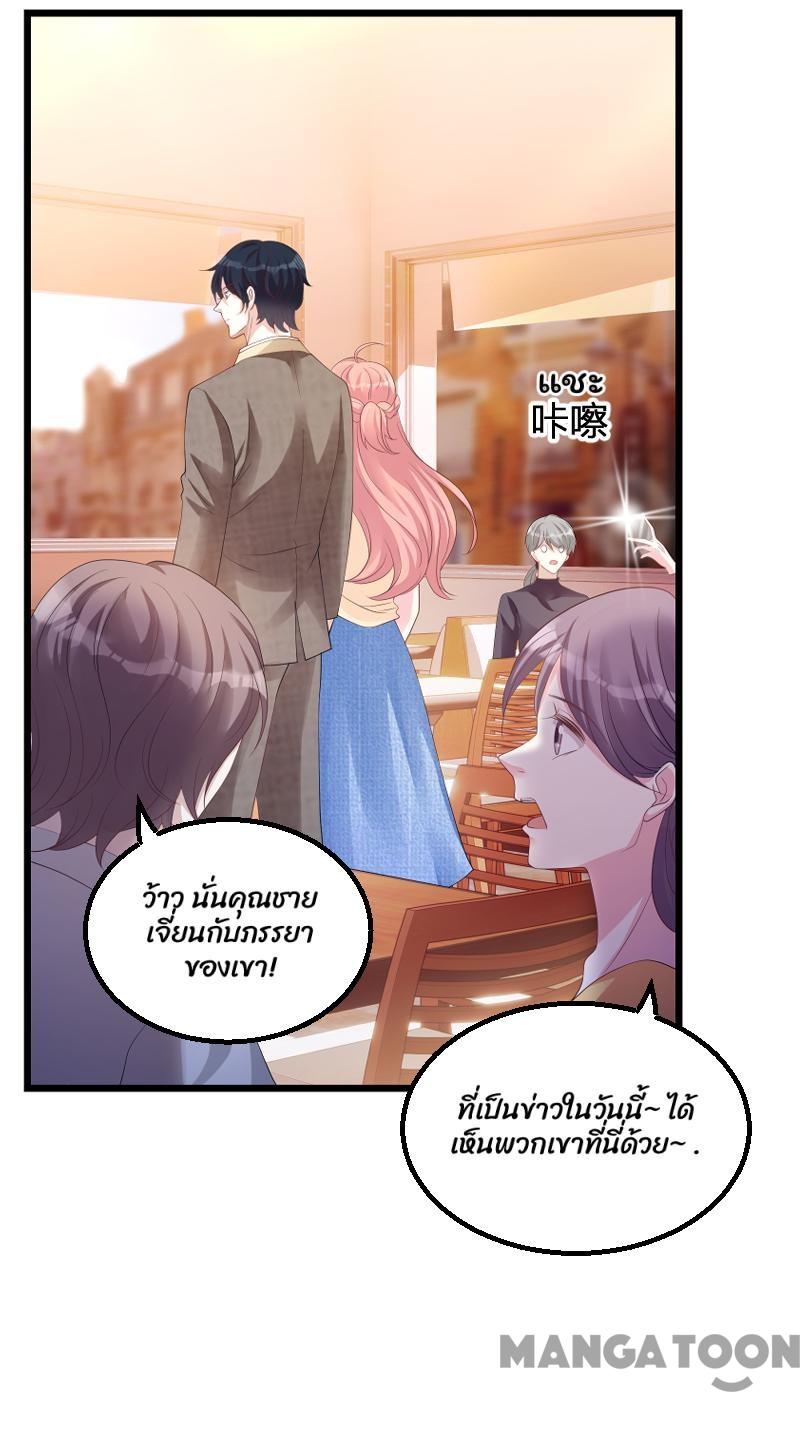 แชะ
咔嚓
ว้าว นั่นคุณชาย
เจี่ยนกับภรรยา
ของเขา!
ที่เป็นข่าวในวันนี้~ ได้
เห็นพวกเขาที่นี่ด้วย~ .
MANGATOON